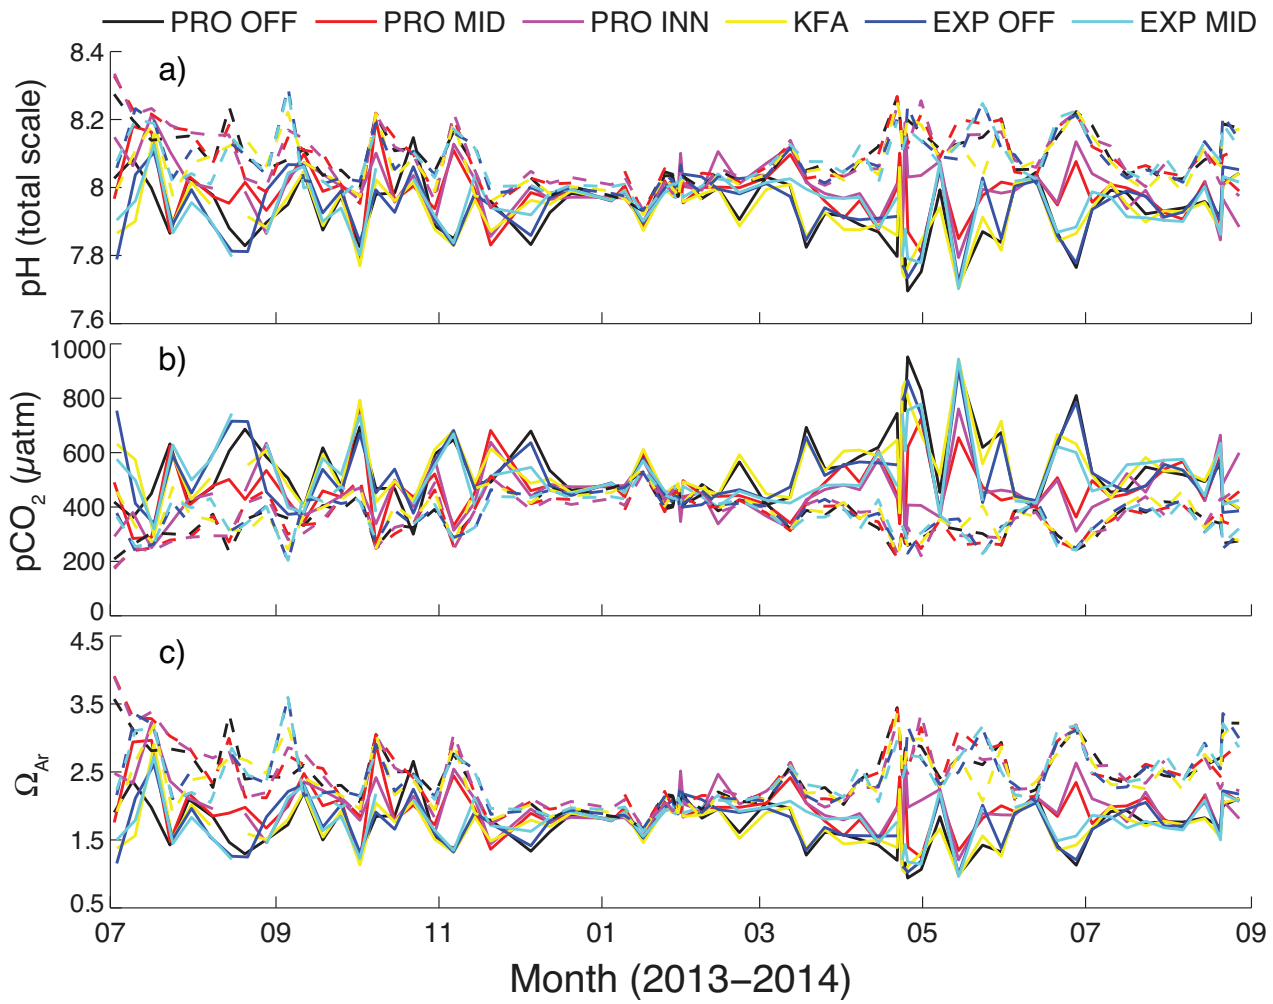 PRO OFF PRO MID PRO INN KFA EXP OFF EXP MID
a)
pH (total scale)
8.4
8.2
8
7.8
7.6
b)
pCO2 (µatm)
1000
800
600
400
200
0
c)
ΩAr
4.5
3.5
2.5
1.5
0.5
07 09 11 01 03 05 07 09
Month (2013–2014)